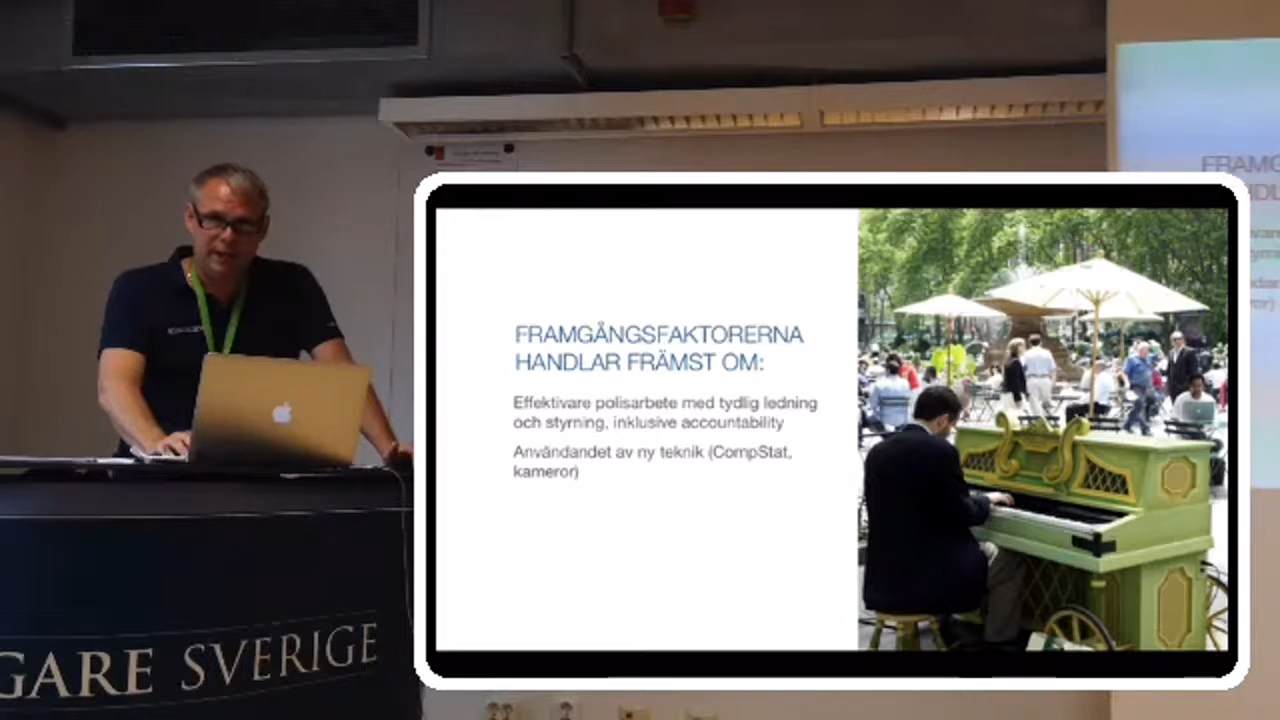 FRAMGÅNGSFAKTORERNA
HANDLAR FRÄMST OM:
Effektivare polisarbete med tydlig ledning
och styrning, inklusive accountability
Användandet av ny teknik (CompStat,
kameror)
GARE SVERIGE
FRAMG